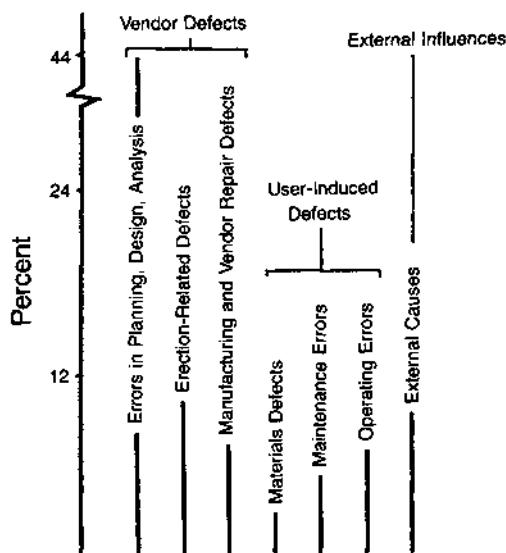 Vendor Defects
External Influences
44
24
12
Percent
User-Induced
Defects
Errors in Planning, Design, Analysis
Erection-Related Defects
Manufacturing and Vendor Repair Defects
Materials Defects
Maintenance Errors
Operating Errors
External Causes